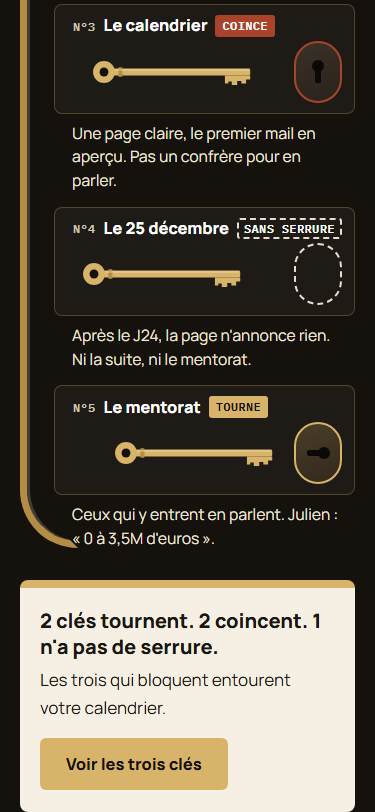 N°3 Le calendrier COINCE
Une page claire, le premier mail en
aperçu. Pas un confrère pour en
parler.
N°4 Le 25 décembre SANS SERRURE
Après le J24, la page n'annonce rien.
Ni la suite, ni le mentorat.
N°5 Le mentorat TOURNE
Ceux qui y entrent en parlent. Julien :
« 0 à 3,5M d'euros ».
2 clés tournent. 2 coincent. 1
n'a pas de serrure.
Les trois qui bloquent entourent
votre calendrier.
Voir les trois clés